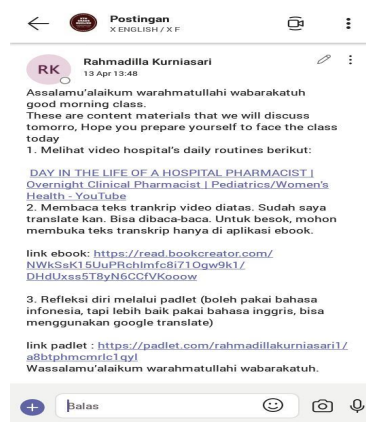 Postingan
X ENGLISH / X F
RK
Rahmadilla Kurniasari
13 Apr 13:48
Assalamu'alaikum warahmatullahi wabarakatuh
good morning class.
These are content materials that we will discuss
tomorro, Hope you prepare yourself to face the class
today
1. Melihat video hospital's daily routines berikut:
DAY IN THE LIFE OF A HOSPITAL PHARMACIST |
Overnight Clinical Pharmacist | Pediatrics/Women's
Health - YouTube
2. Membaca teks trankrip video diatas. Sudah saya
translate kan. Bisa dibaca-baca. Untuk besok, mohon
membuka teks transkrip hanya di aplikasi ebook.
link ebook: https://read.bookcreator.com/
NWkSsK15UuPRchlmfc8i71Ogw9k1/
DHdUxss5T8yN6CCfVKooow
3. Refleksi diri melalui padlet (boleh pakai bahasa
infonesia, tapi lebih baik pakai bahasa inggris, bisa
menggunakan google translate)
link padlet : https://padlet.com/rahmadillakurniasari1/
a8btphmcmrlc1qyl
Wassalamu'alaikum warahmatullahi wabarakatuh.
Balas